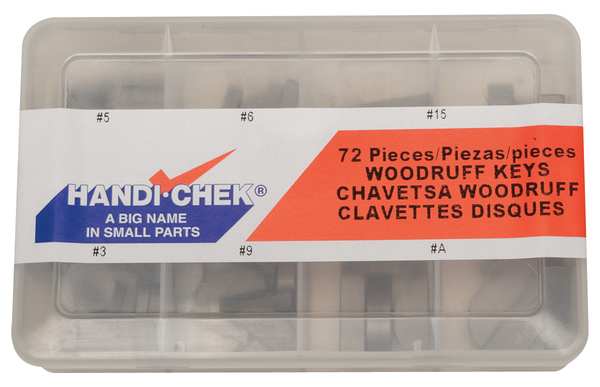 #5 #6 #15
HANDI-CHEK®
A BIG NAME
IN SMALL PARTS
72 Pieces/Piezas/pieces
WOODRUFF KEYS
CHAVETSA WOODRUFF
CLAVETTES DISQUES
#3 #9 #A